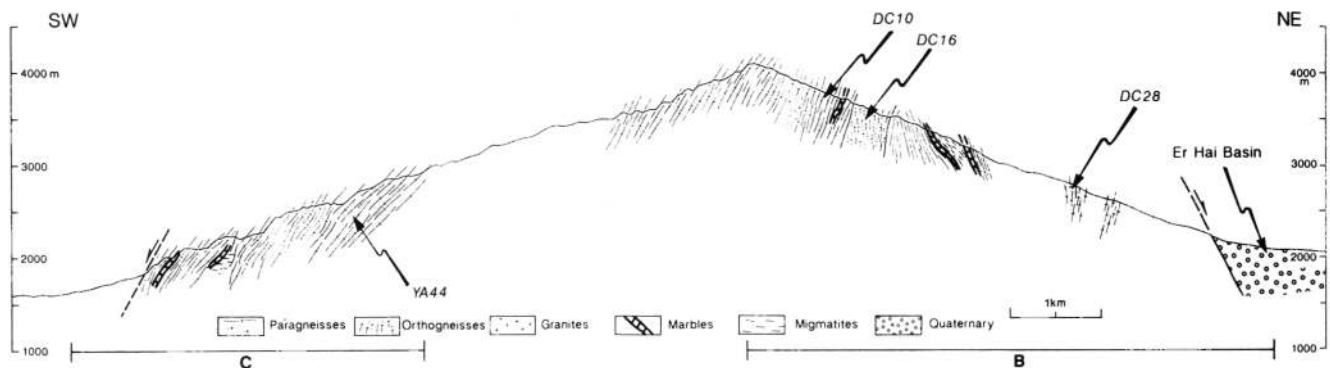 SW
NE
DC10
DC16
DC28
4000 m
4000
m
3000
3000
Er Hai Basin
2000
2000
YA44
1km
Paragneisses
Orthogneisses
Granites
Marbles
Migmatites
Quaternary
1000
1000
C
B